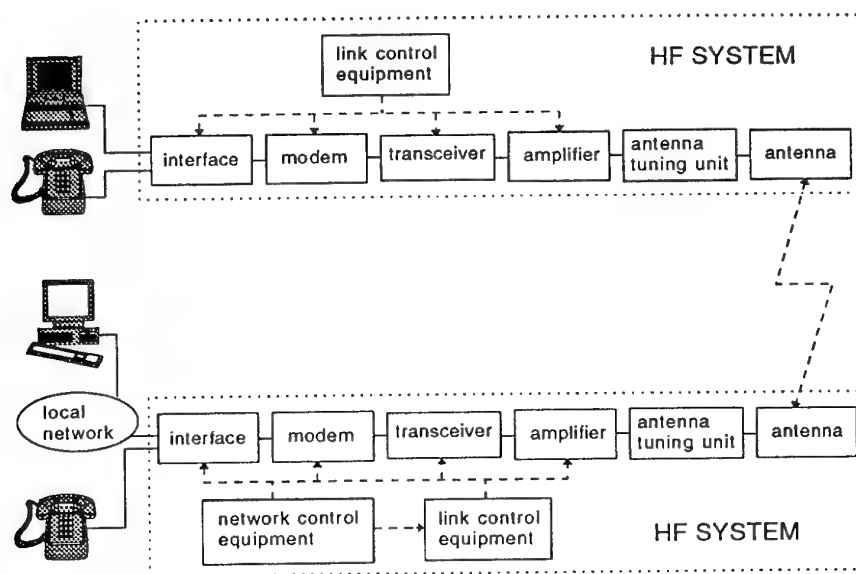 link control
equipment
HF SYSTEM
interface
modem
transceiver
amplifier
antenna
tuning unit
antenna
local
network
interface
modem
transceiver
amplifier
antenna
tuning unit
antenna
network control
equipment
link control
equipment
HF SYSTEM